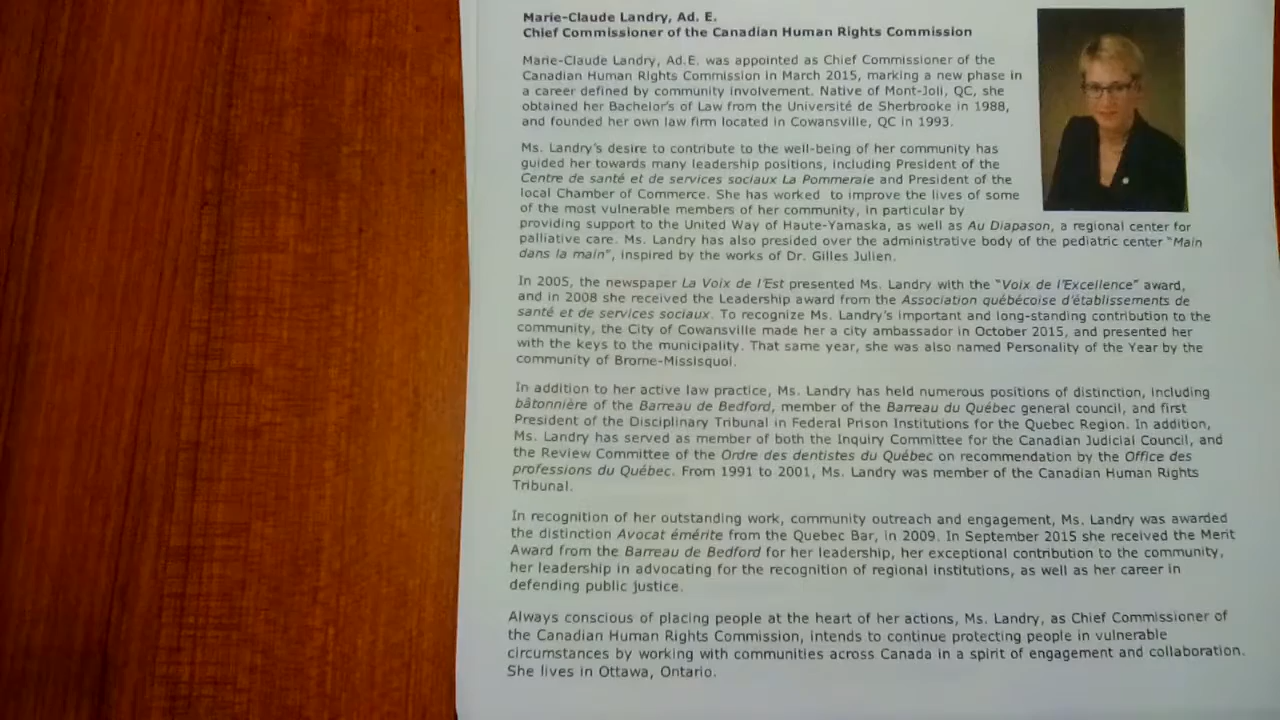 Marie-Claude Landry, Ad. E.
Chief Commissioner of the Canadian Human Rights Commission
Marie-Claude Landry, Ad.E. was appointed as Chief Commissioner of the
Canadian Human Rights Commission in March 2015, marking a new phase in
a career defined by community involvement. Native of Mont-Joli, QC, she
obtained her Bachelor's of Law from the Université de Sherbrooke in 1988,
and founded her own law firm located in Cowansville, QC in 1993.
Ms. Landry's desire to contribute to the well-being of her community has
guided her towards many leadership positions, including President of the
Centre de santé et de services sociaux La Pommeraie and President of the
local Chamber of Commerce. She has worked to improve the lives of some
of the most vulnerable members of her community, in particular by
providing support to the United Way of Haute-Yamaska, as well as Au Diapason, a regional center for
palliative care. Ms. Landry has also presided over the administrative body of the pediatric center "Main
dans la main", inspired by the works of Dr. Gilles Julien.
In 2005, the newspaper La Voix de l'Est presented Ms. Landry with the "Voix de l'Excellence" award,
and in 2008 she received the Leadership award from the Association québécoise d'établissements de
santé et de services sociaux. To recognize Ms. Landry's important and long-standing contribution to the
community, the City of Cowansville made her a city ambassador in October 2015, and presented her
with the keys to the municipality. That same year, she was also named Personality of the Year by the
community of Brome-Missisquoi.
In addition to her active law practice, Ms. Landry has held numerous positions of distinction, including
bâtonnière of the Barreau de Bedford, member of the Barreau du Québec general council, and first
President of the Disciplinary Tribunal in Federal Prison Institutions for the Quebec Region. In addition,
Ms. Landry has served as member of both the Inquiry Committee for the Canadian Judicial Council, and
the Review Committee of the Ordre des dentistes du Québec on recommendation by the Office des
professions du Québec. From 1991 to 2001, Ms. Landry was member of the Canadian Human Rights
Tribunal.
In recognition of her outstanding work, community outreach and engagement, Ms. Landry was awarded
the distinction Avocat émérite from the Quebec Bar, in 2009. In September 2015 she received the Merit
Award from the Barreau de Bedford for her leadership, her exceptional contribution to the community,
her leadership in advocating for the recognition of regional institutions, as well as her career in
defending public justice.
Always conscious of placing people at the heart of her actions, Ms. Landry, as Chief Commissioner of
the Canadian Human Rights Commission, intends to continue protecting people in vulnerable
circumstances by working with communities across Canada in a spirit of engagement and collaboration.
She lives in Ottawa, Ontario.